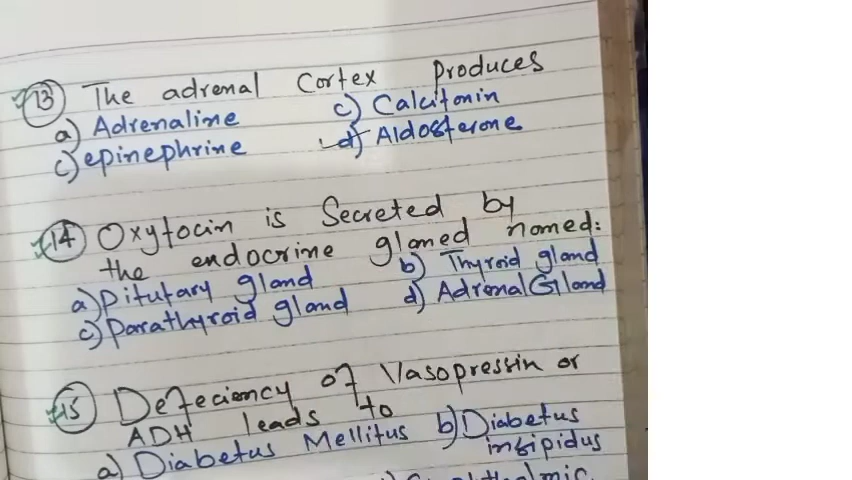 13 The adrenal Cortex Produces
a) Adrenaline c) Calcitonin
c) epinephrine d) Aldosterone
14 Oxytocin is Secreted by
the endocrine glamed named:
a) Pitutary gland b) Thyroid gland
c) Parathyroid gland d) Adrenal Gland
15 Defeciency of Vasopressin or
ADH leads to
a) Diabetus Mellitus b) Diabetus
insipidus